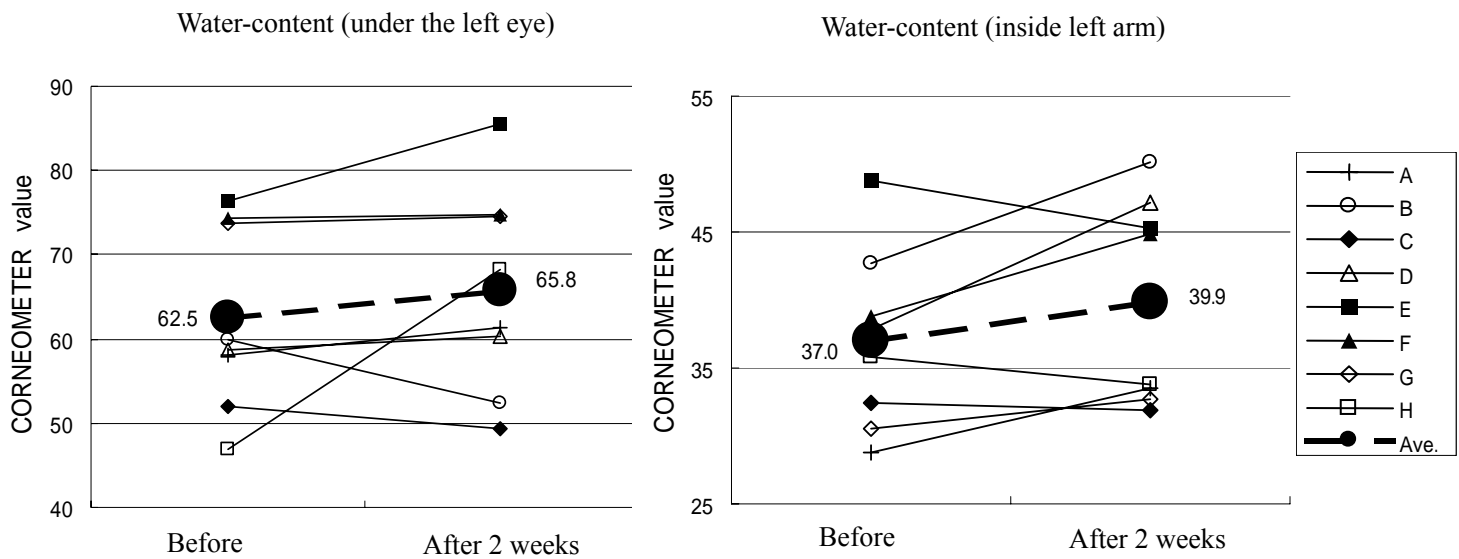 Water-content (under the left eye)
CORNEOMETER value
90
80
70
60
50
40
62.5
65.8
Before
After 2 weeks
Water-content (inside left arm)
CORNEOMETER value
55
45
35
25
37.0
39.9
Before
After 2 weeks
A
B
C
D
E
F
G
H
Ave.